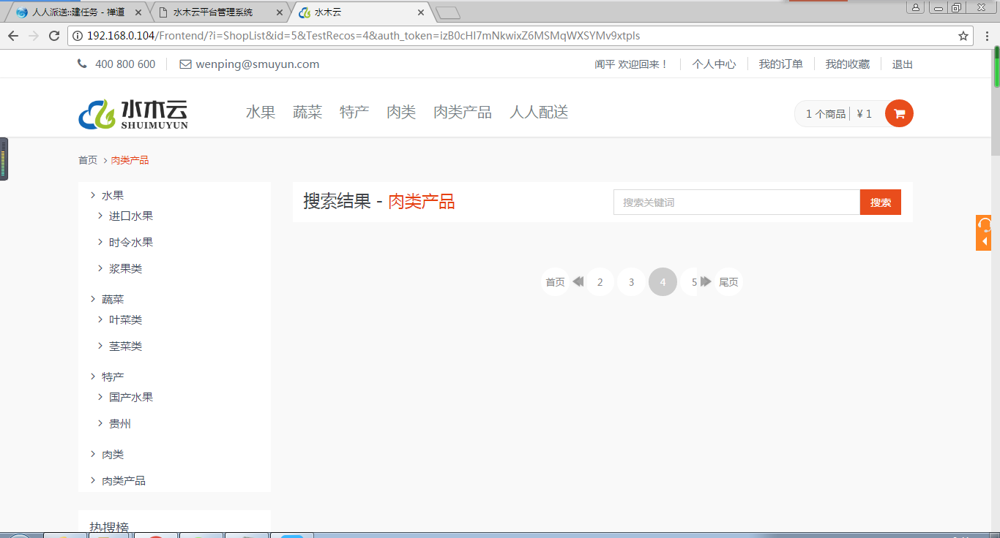 人人派送::建任务 - 禅道
水木云平台管理系统
水木云
192.168.0.104/Frontend/?i=ShopList&id=5&TestRecos=4&auth_token=izB0cHI7mNkwixZ6MSMqWXSYMv9xtpls
400 800 600
wenping@smuyun.com
闻平 欢迎回来！
个人中心
我的订单
我的收藏
退出
水木云
SHUIMUYUN
水果 蔬菜 特产 肉类 肉类产品 人人配送
1 个商品 ¥ 1
首页 > 肉类产品
水果
进口水果
时令水果
浆果类
蔬菜
叶菜类
茎菜类
特产
国产水果
贵州
肉类
肉类产品
热搜榜
搜索结果 - 肉类产品
搜索关键词
搜索
首页 2 3 4 5 尾页